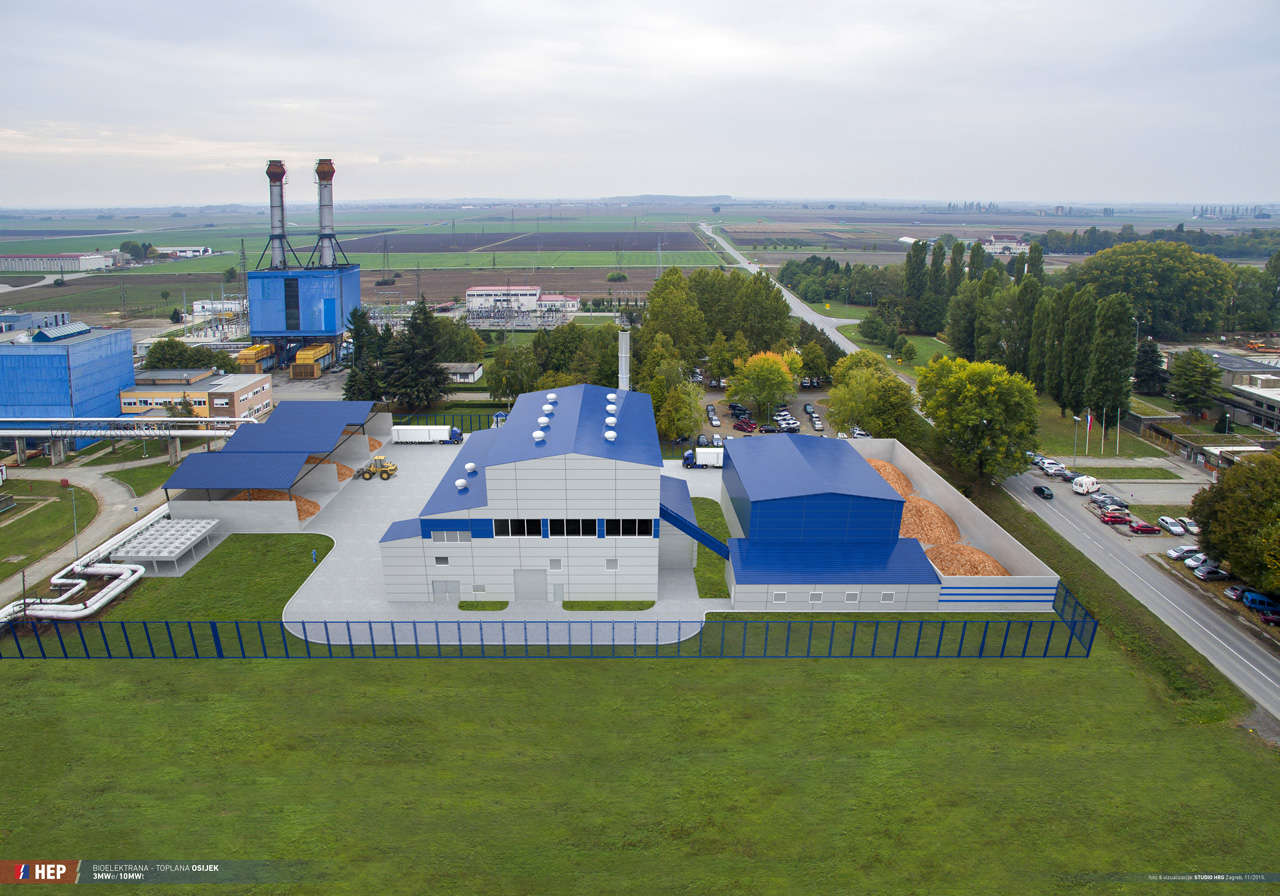 HEP
BIOELEKTRANA - TOPLANA OSIJEK
3MWe/10MWt
foto & vizualizacija: STUDIO HRG Zagreb, 11/2015.